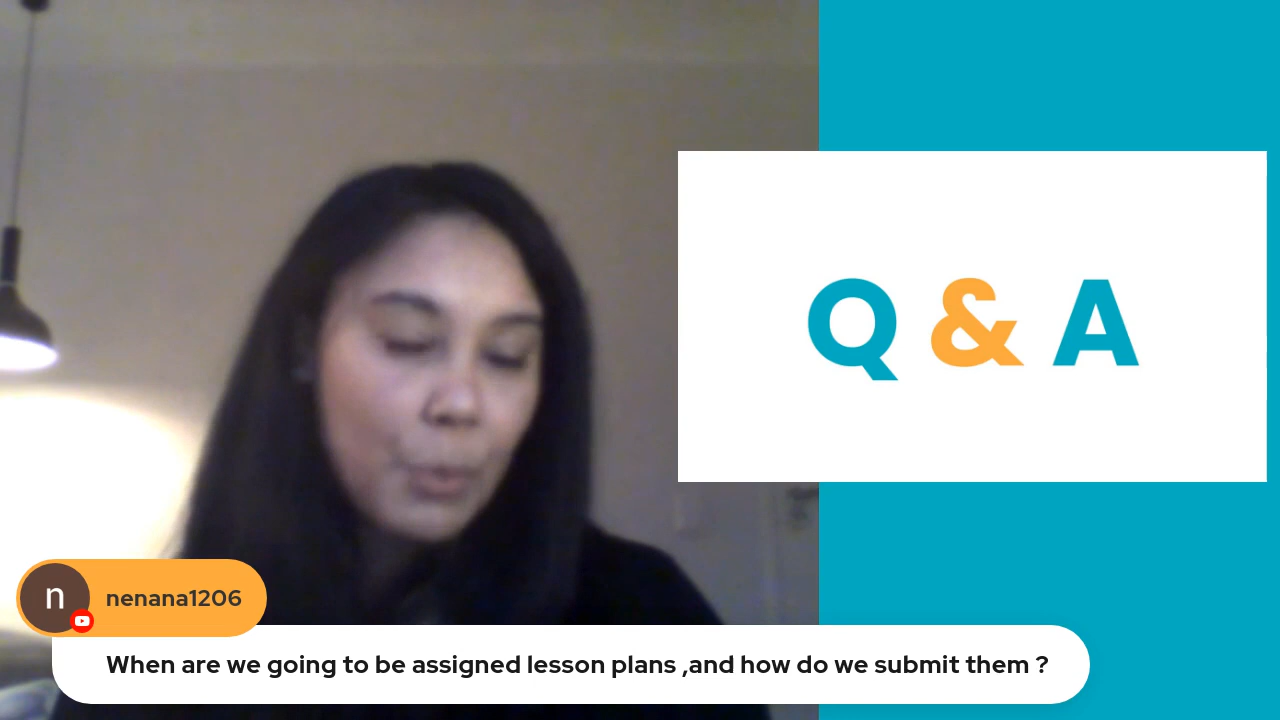 Q & A
n
nenana1206
When are we going to be assigned lesson plans ,and how do we submit them ?